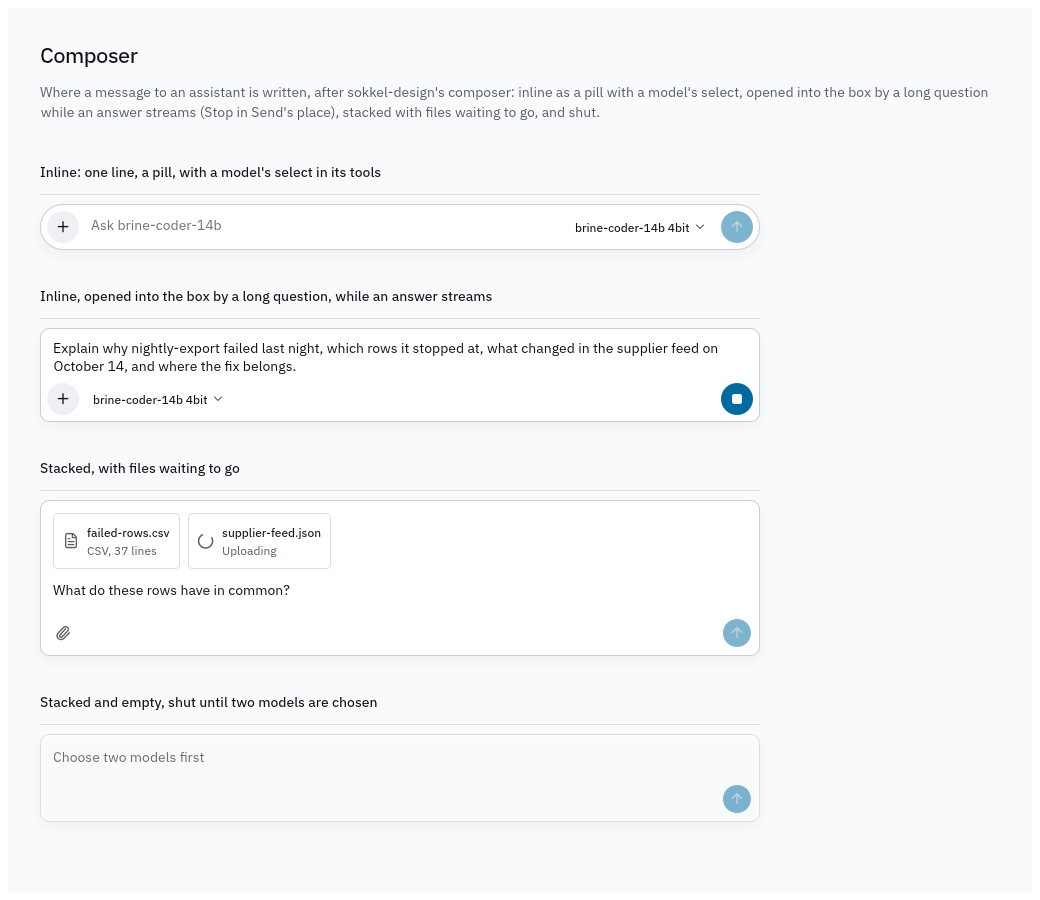 Composer
Where a message to an assistant is written, after sokkel-design's composer: inline as a pill with a model's select, opened into the box by a long question
while an answer streams (Stop in Send's place), stacked with files waiting to go, and shut.
Inline: one line, a pill, with a model's select in its tools
Ask brine-coder-14b
brine-coder-14b 4bit
Inline, opened into the box by a long question, while an answer streams
Explain why nightly-export failed last night, which rows it stopped at, what changed in the supplier feed on
October 14, and where the fix belongs.
brine-coder-14b 4bit
Stacked, with files waiting to go
failed-rows.csv
CSV, 37 lines
supplier-feed.json
Uploading
What do these rows have in common?
Stacked and empty, shut until two models are chosen
Choose two models first